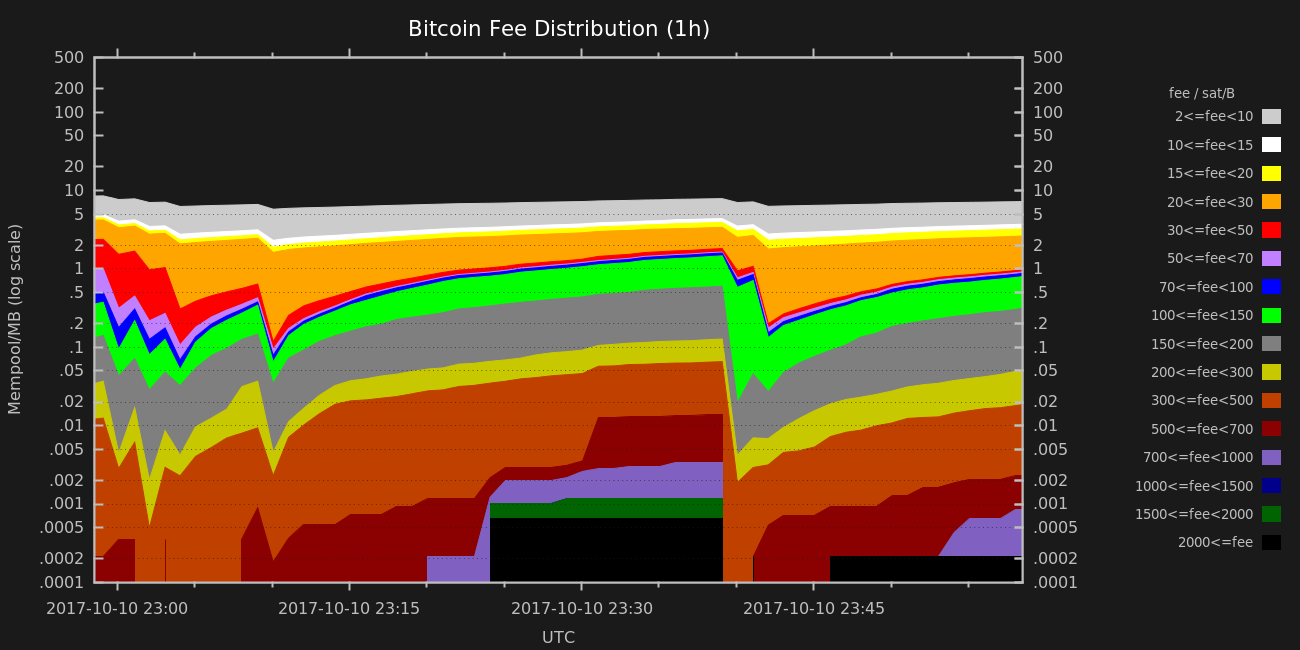 Bitcoin Fee Distribution (1h)
Mempool/MB (log scale)
500
200
100
50
20
10
5
2
1
.5
.2
.1
.05
.02
.01
.005
.002
.001
.0005
.0002
.0001
500
200
100
50
20
10
5
2
1
.5
.2
.1
.05
.02
.01
.005
.002
.001
.0005
.0002
.0001
2017-10-10 23:00
2017-10-10 23:15
2017-10-10 23:30
2017-10-10 23:45
UTC
fee / sat/B
2<=fee<10
10<=fee<15
15<=fee<20
20<=fee<30
30<=fee<50
50<=fee<70
70<=fee<100
100<=fee<150
150<=fee<200
200<=fee<300
300<=fee<500
500<=fee<700
700<=fee<1000
1000<=fee<1500
1500<=fee<2000
2000<=fee